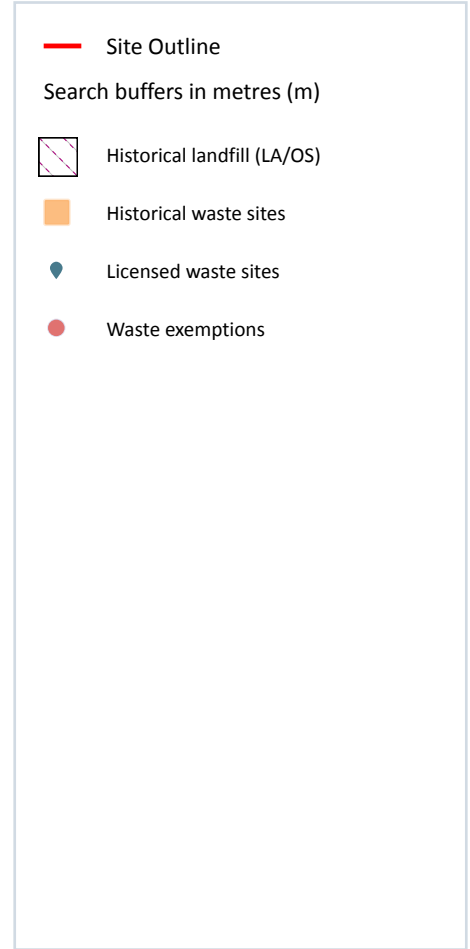 Site Outline
Search buffers in metres (m)
Historical landfill (LA/OS)
Historical waste sites
Licensed waste sites
Waste exemptions